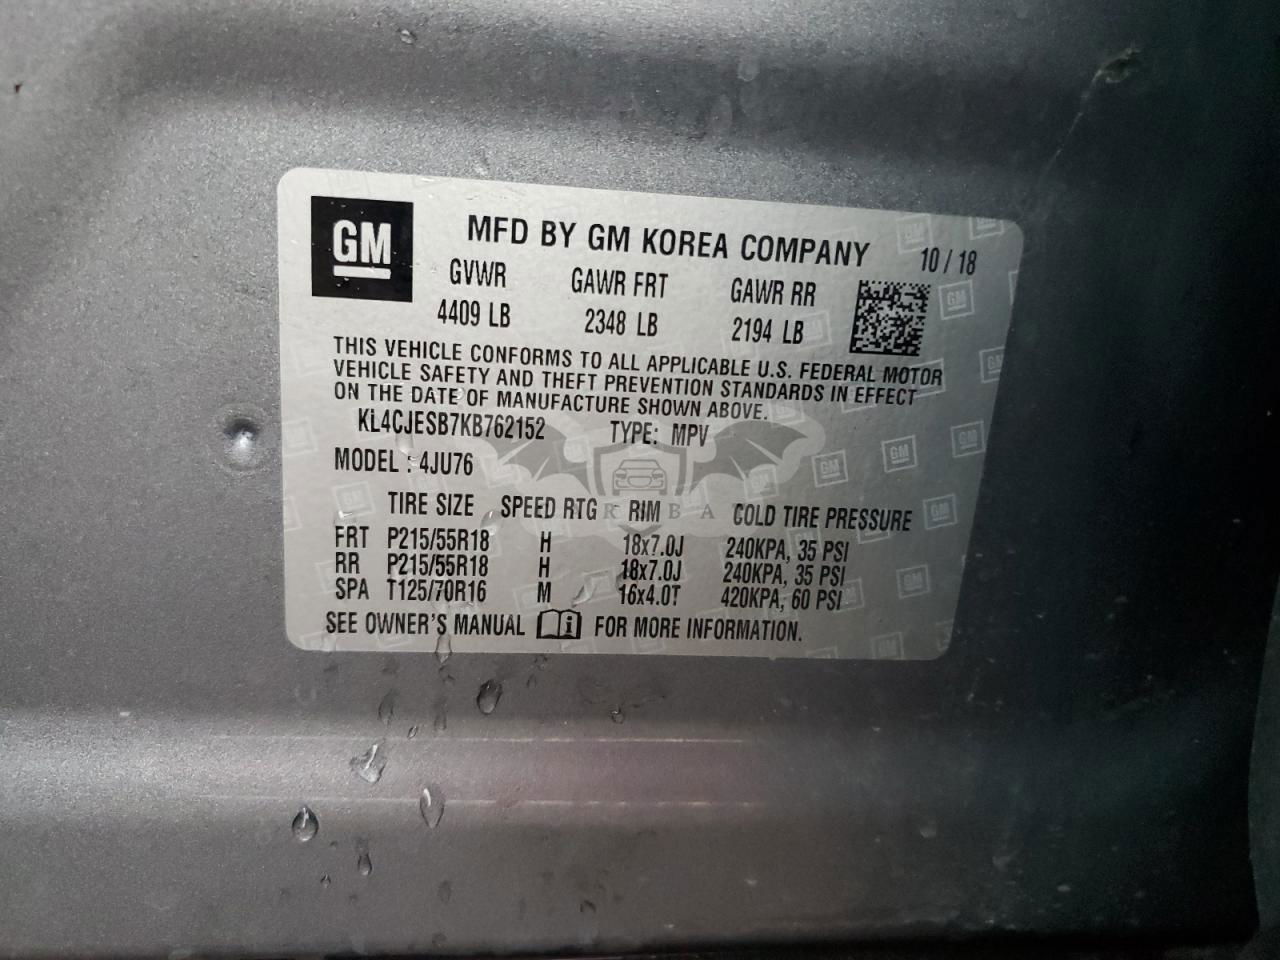 GM
MFD BY GM KOREA COMPANY 10 / 18
GVWR GAWR FRT GAWR RR
4409 LB 2348 LB 2194 LB
THIS VEHICLE CONFORMS TO ALL APPLICABLE U.S. FEDERAL MOTOR
VEHICLE SAFETY AND THEFT PREVENTION STANDARDS IN EFFECT
ON THE DATE OF MANUFACTURE SHOWN ABOVE.
KL4CJESB7KB762152 TYPE: MPV
MODEL : 4JU76
TIRE SIZE SPEED RTG RIM COLD TIRE PRESSURE
FRT P215/55R18 H 18x7.0J 240KPA, 35 PSI
RR P215/55R18 H 18x7.0J 240KPA, 35 PSI
SPA T125/70R16 M 16x4.0T 420KPA, 60 PSI
SEE OWNER'S MANUAL FOR MORE INFORMATION.